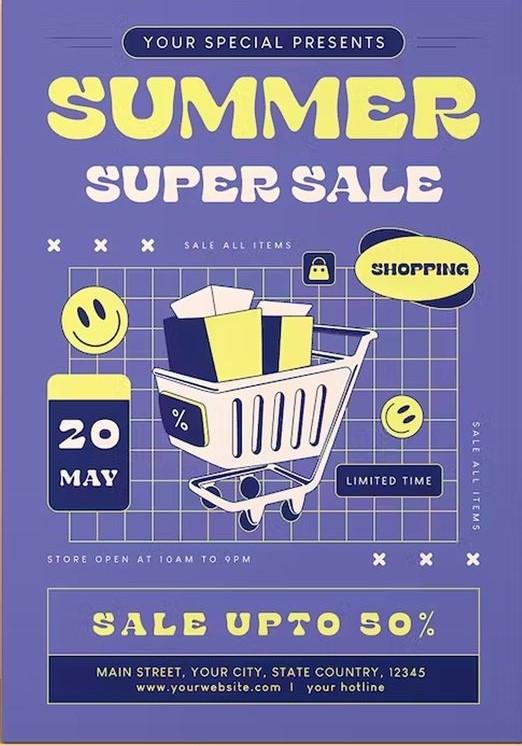 YOUR SPECIAL PRESENTS
SUMMER
SUPER SALE
SALE ALL ITEMS
SHOPPING
%
20
MAY
LIMITED TIME
SALE ALL ITEMS
STORE OPEN AT 10AM TO 9PM
SALE UPTO 50%
MAIN STREET, YOUR CITY, STATE COUNTRY, 12345
www.yourwebsite.com | your hotline